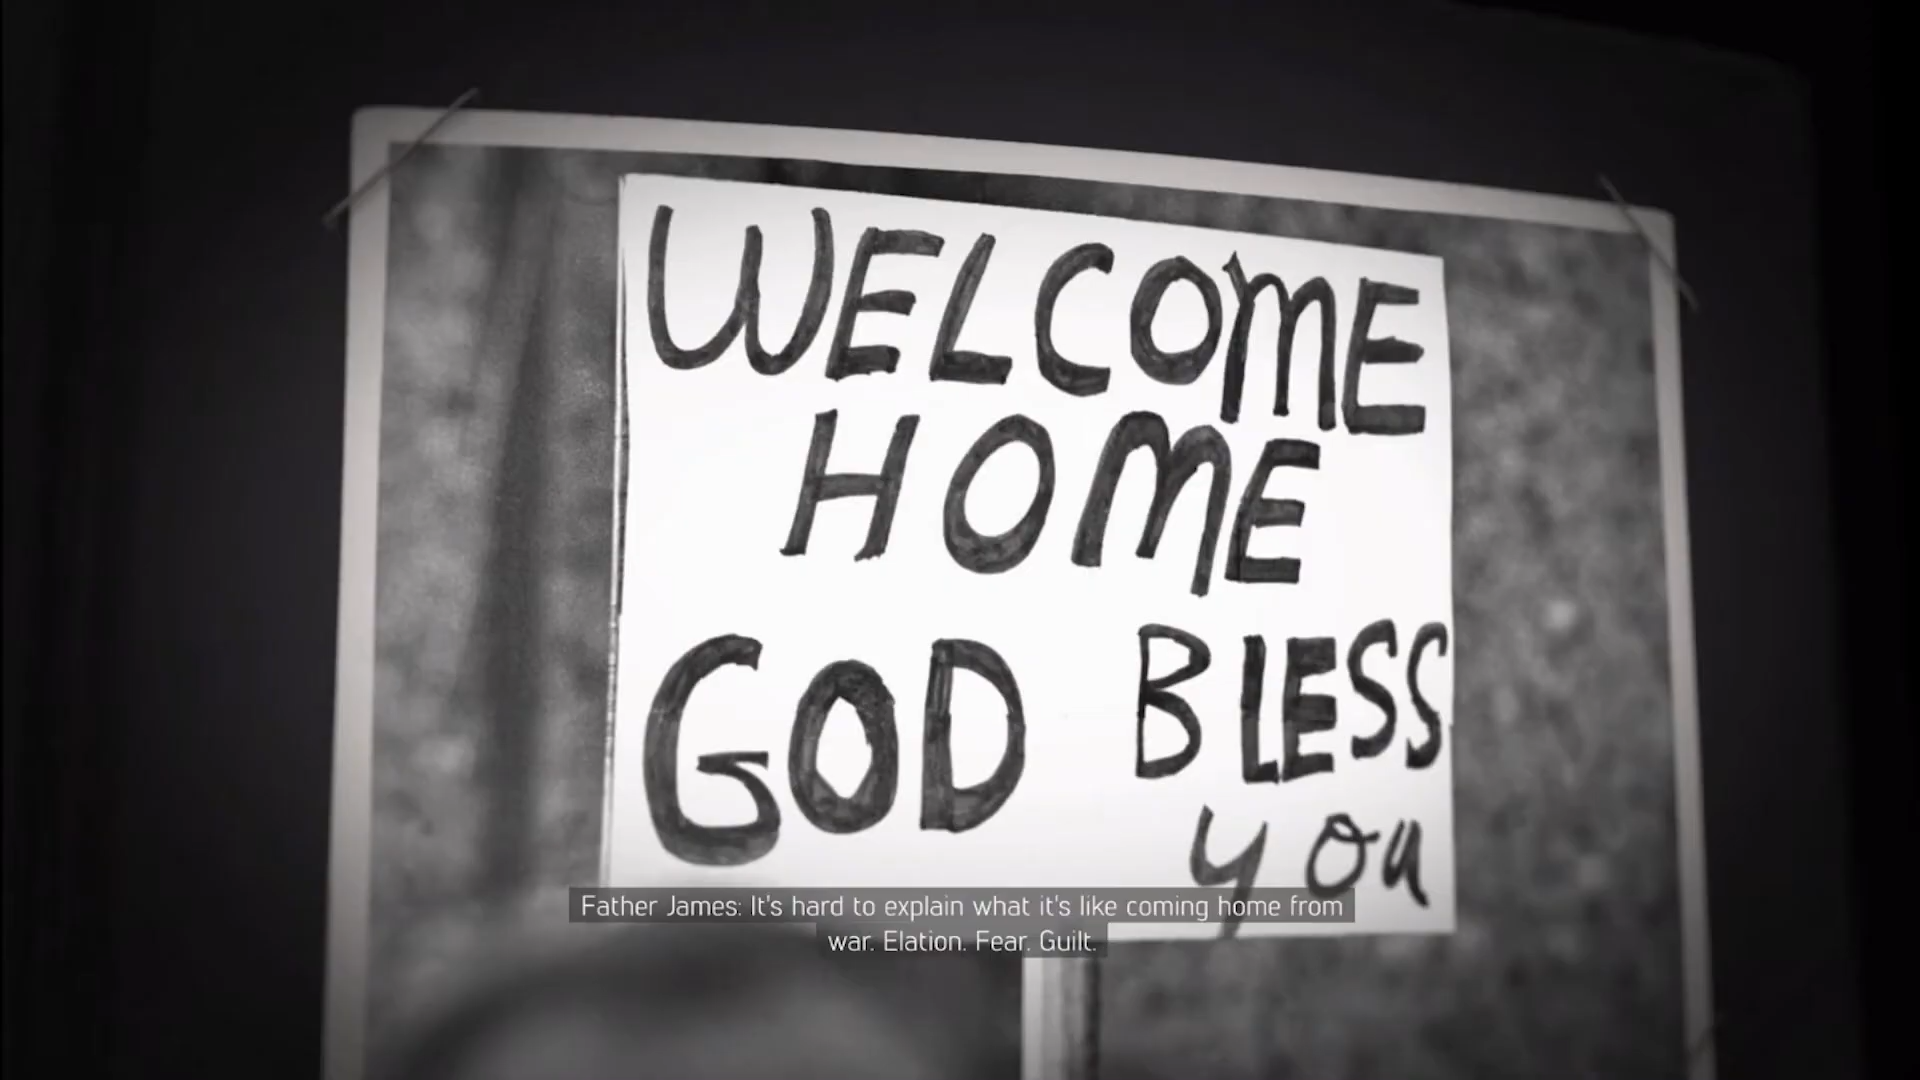 WELCOME
HOME
GOD BLESS
you
Father James: It's hard to explain what it's like coming home from
war. Elation. Fear. Guilt.